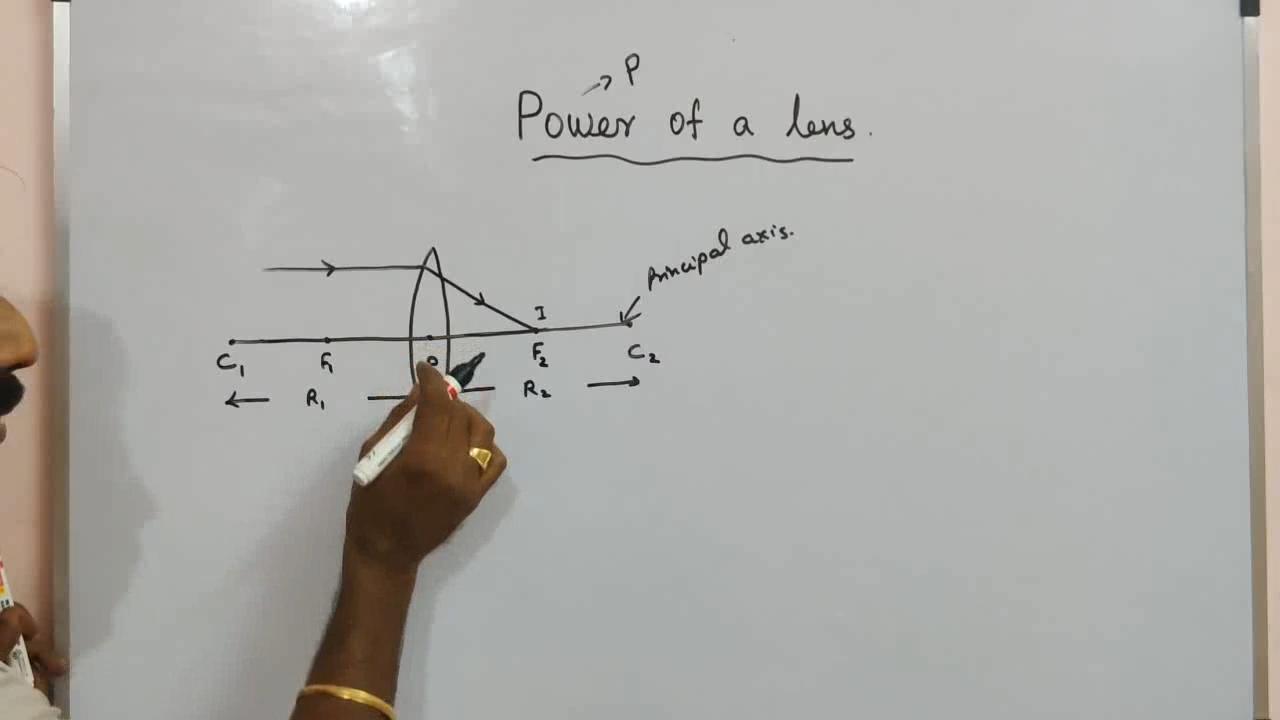 P
Power of a lens.
principal axis.
I
C1 F1 O F2 C2
R1 R2